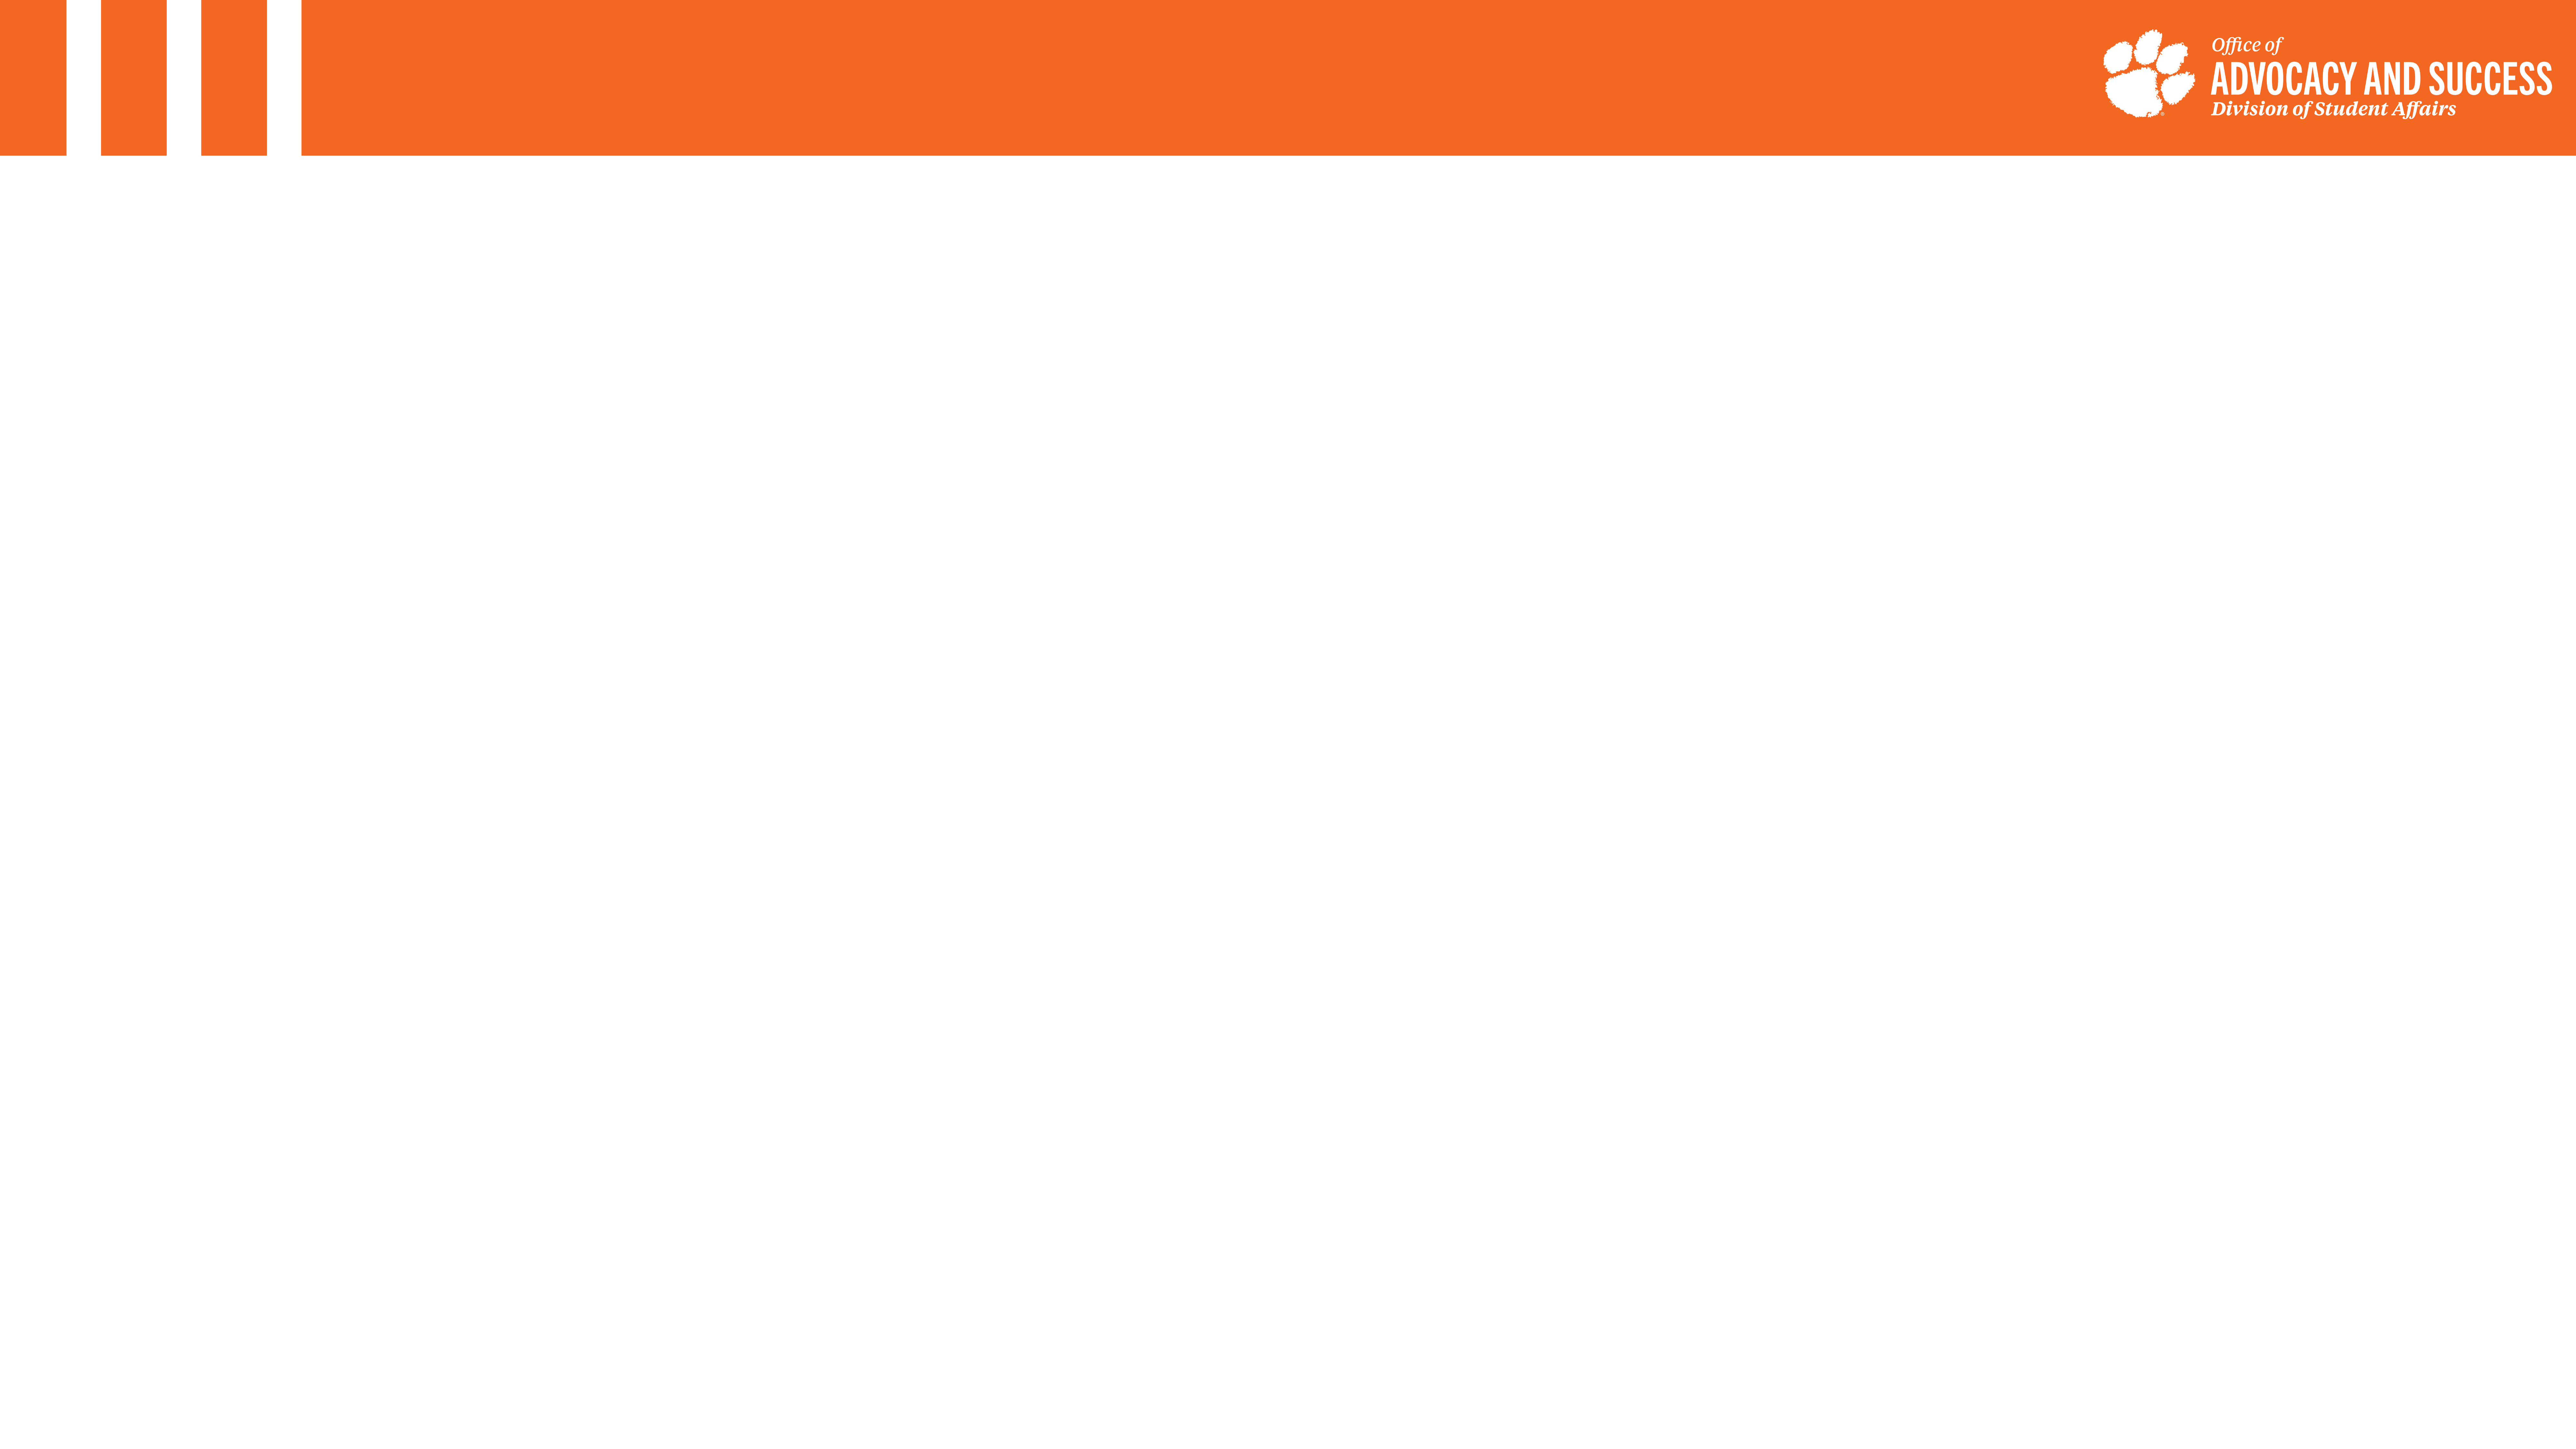 Office of
ADVOCACY AND SUCCESS
Division of Student Affairs